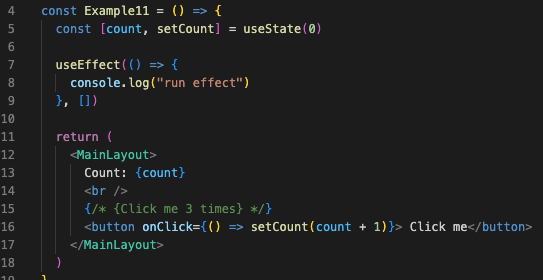 4 const Example11 = () => {
5 const [count, setCount] = useState(0)
6
7 useEffect(() => {
8 console.log("run effect")
9 }, [])
10
11 return (
12 <MainLayout>
13 Count: {count}
14 <br />
15 {/* {Click me 3 times} */}
16 <button onClick={() => setCount(count + 1)}> Click me</button>
17 </MainLayout>
18 )
19 }